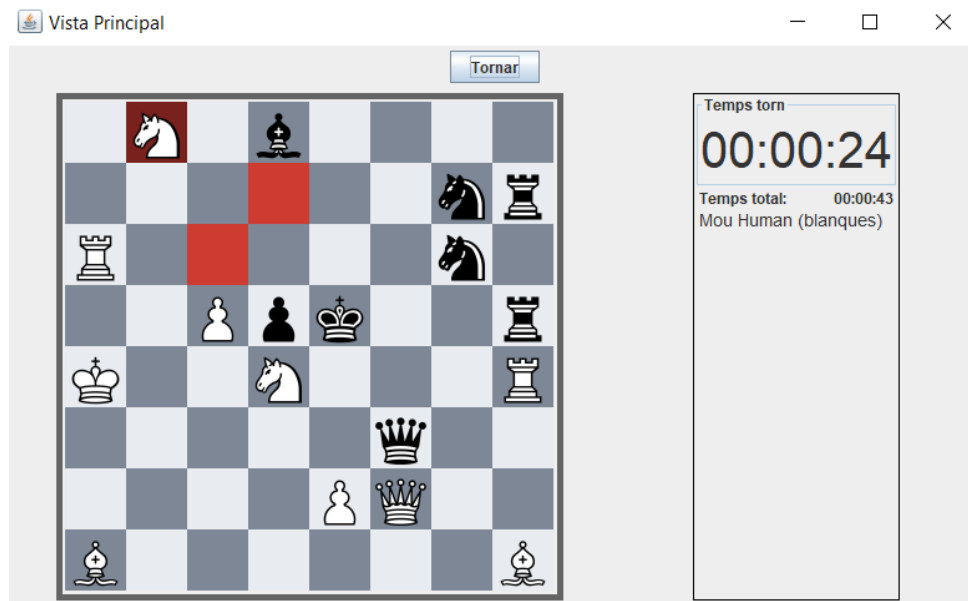 Vista Principal
Tornar
Temps torn
00:00:24
Temps total: 00:00:43
Mou Human (blanques)